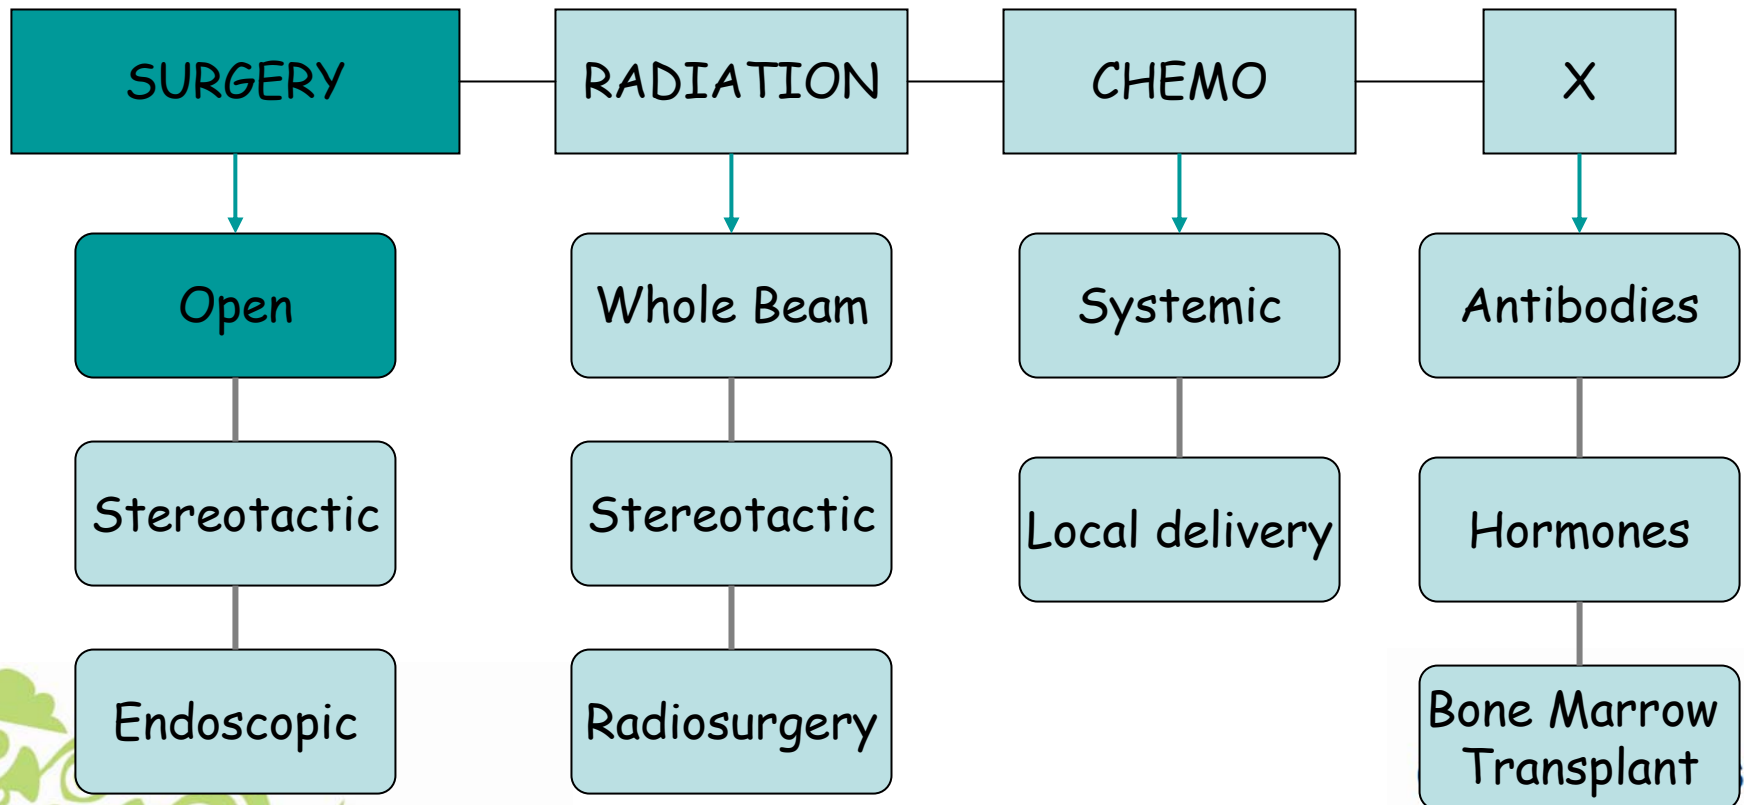 SURGERY
RADIATION
CHEMO
X
Open
Whole Beam
Systemic
Antibodies
Stereotactic
Stereotactic
Local delivery
Hormones
Endoscopic
Radiosurgery
Bone Marrow
Transplant